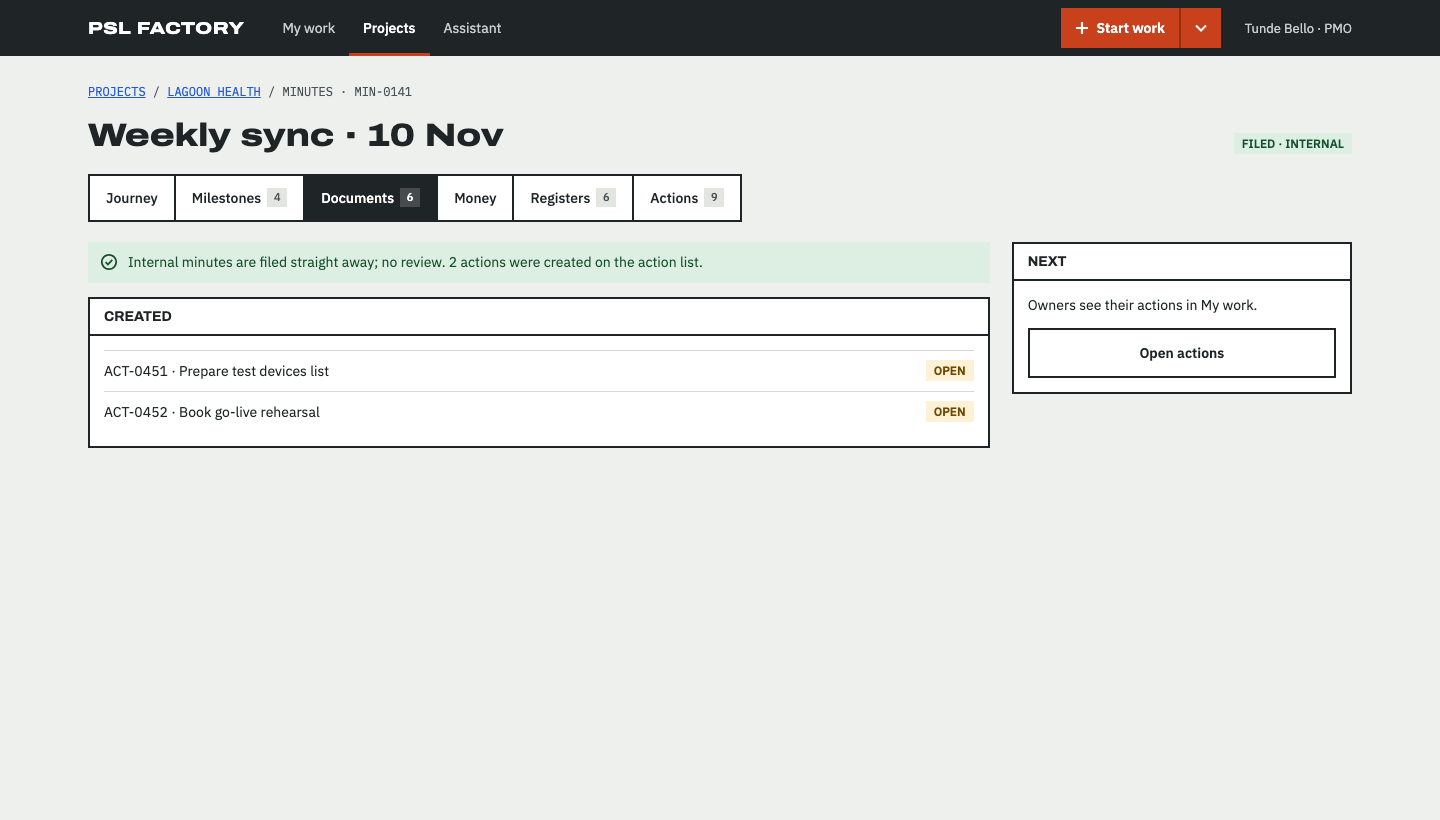 PSL FACTORY My work Projects Assistant Start work Tunde Bello · PMO
PROJECTS / LAGOON HEALTH / MINUTES · MIN-0141
Weekly sync · 10 Nov
FILED · INTERNAL
Journey Milestones 4 Documents 6 Money Registers 6 Actions 9
Internal minutes are filed straight away; no review. 2 actions were created on the action list.
CREATED
ACT-0451 · Prepare test devices list OPEN
ACT-0452 · Book go-live rehearsal OPEN
NEXT
Owners see their actions in My work.
Open actions